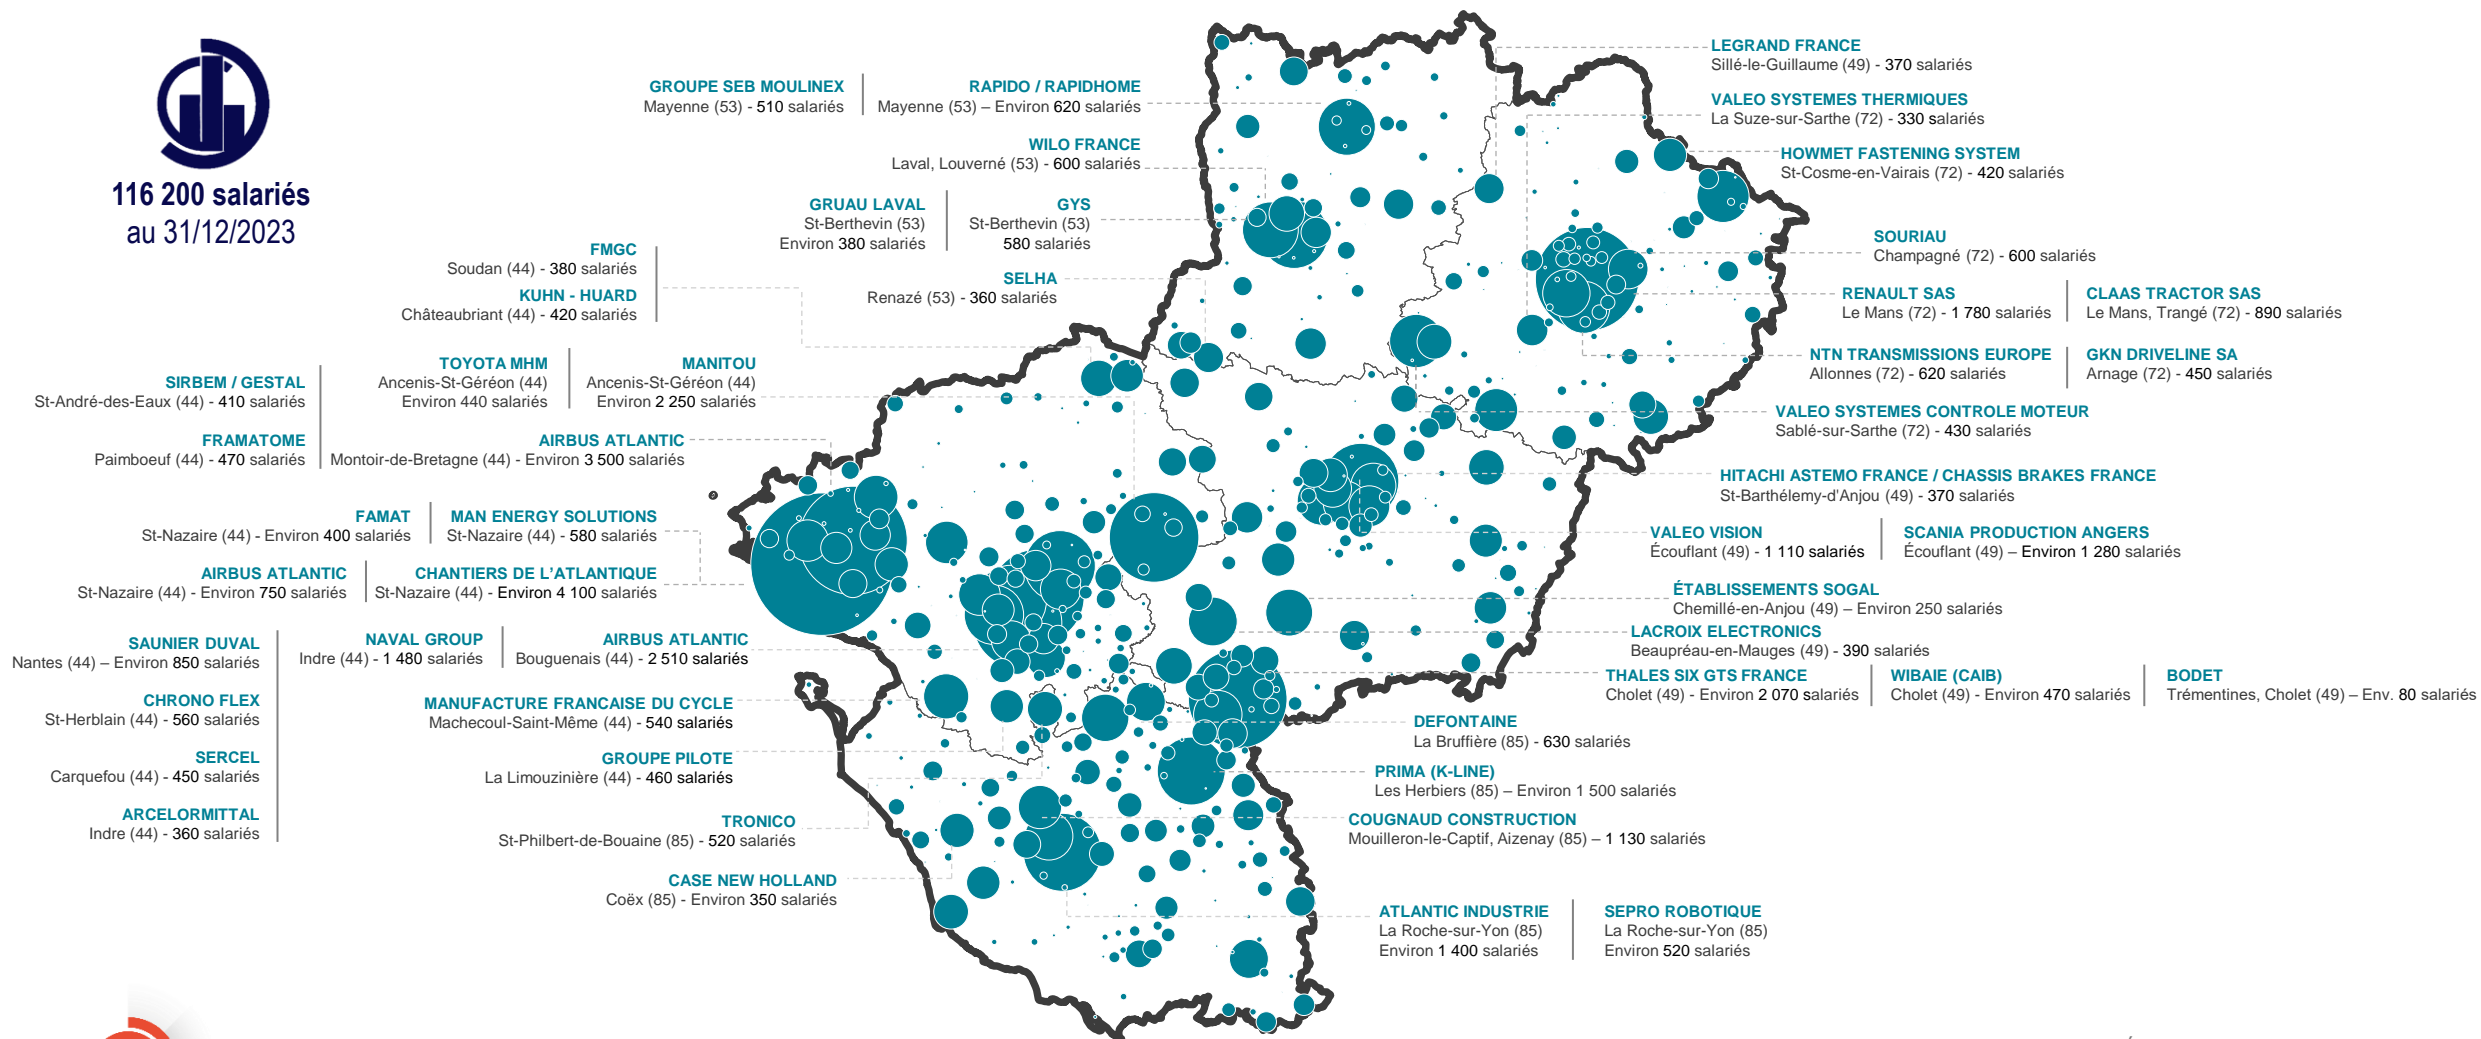 116 200 salariés
au 31/12/2023
GROUPE SEB MOULINEX
Mayenne (53) - 510 salariés
RAPIDO / RAPIDHOME
Mayenne (53) – Environ 620 salariés
WILO FRANCE
Laval, Louverné (53) - 600 salariés
GRUAU LAVAL
St-Berthevin (53)
Environ 380 salariés
GYS
St-Berthevin (53)
580 salariés
FMGC
Soudan (44) - 380 salariés
KUHN - HUARD
Châteaubriant (44) - 420 salariés
SELHA
Renazé (53) - 360 salariés
SIRBEM / GESTAL
St-André-des-Eaux (44) - 410 salariés
TOYOTA MHM
Ancenis-St-Géréon (44)
Environ 440 salariés
MANITOU
Ancenis-St-Géréon (44)
Environ 2 250 salariés
FRAMATOME
Paimboeuf (44) - 470 salariés
AIRBUS ATLANTIC
Montoir-de-Bretagne (44) - Environ 3 500 salariés
FAMAT
St-Nazaire (44) - Environ 400 salariés
MAN ENERGY SOLUTIONS
St-Nazaire (44) - 580 salariés
AIRBUS ATLANTIC
St-Nazaire (44) - Environ 750 salariés
CHANTIERS DE L'ATLANTIQUE
St-Nazaire (44) - Environ 4 100 salariés
SAUNIER DUVAL
Nantes (44) – Environ 850 salariés
NAVAL GROUP
Indre (44) - 1 480 salariés
AIRBUS ATLANTIC
Bouguenais (44) - 2 510 salariés
CHRONO FLEX
St-Herblain (44) - 560 salariés
MANUFACTURE FRANCAISE DU CYCLE
Machecoul-Saint-Même (44) - 540 salariés
SERCEL
Carquefou (44) - 450 salariés
GROUPE PILOTE
La Limouzinière (44) - 460 salariés
ARCELORMITTAL
Indre (44) - 360 salariés
TRONICO
St-Philbert-de-Bouaine (85) - 520 salariés
CASE NEW HOLLAND
Coëx (85) - Environ 350 salariés
LEGRAND FRANCE
Sillé-le-Guillaume (49) - 370 salariés
VALEO SYSTEMES THERMIQUES
La Suze-sur-Sarthe (72) - 330 salariés
HOWMET FASTENING SYSTEM
St-Cosme-en-Vairais (72) - 420 salariés
SOURIAU
Champagné (72) - 600 salariés
RENAULT SAS
Le Mans (72) - 1 780 salariés
CLAAS TRACTOR SAS
Le Mans, Trangé (72) - 890 salariés
NTN TRANSMISSIONS EUROPE
Allonnes (72) - 620 salariés
GKN DRIVELINE SA
Arnage (72) - 450 salariés
VALEO SYSTEMES CONTROLE MOTEUR
Sablé-sur-Sarthe (72) - 430 salariés
HITACHI ASTEMO FRANCE / CHASSIS BRAKES FRANCE
St-Barthélemy-d'Anjou (49) - 370 salariés
VALEO VISION
Écouflant (49) - 1 110 salariés
SCANIA PRODUCTION ANGERS
Écouflant (49) – Environ 1 280 salariés
ÉTABLISSEMENTS SOGAL
Chemillé-en-Anjou (49) – Environ 250 salariés
LACROIX ELECTRONICS
Beaupréau-en-Mauges (49) - 390 salariés
THALES SIX GTS FRANCE
Cholet (49) - Environ 2 070 salariés
WIBAIE (CAIB)
Cholet (49) - Environ 470 salariés
BODET
Trémentines, Cholet (49) – Env. 80 salariés
DEFONTAINE
La Bruffière (85) - 630 salariés
PRIMA (K-LINE)
Les Herbiers (85) – Environ 1 500 salariés
COUGNAUD CONSTRUCTION
Mouilleron-le-Captif, Aizenay (85) – 1 130 salariés
ATLANTIC INDUSTRIE
La Roche-sur-Yon (85)
Environ 1 400 salariés
SEPRO ROBOTIQUE
La Roche-sur-Yon (85)
Environ 520 salariés